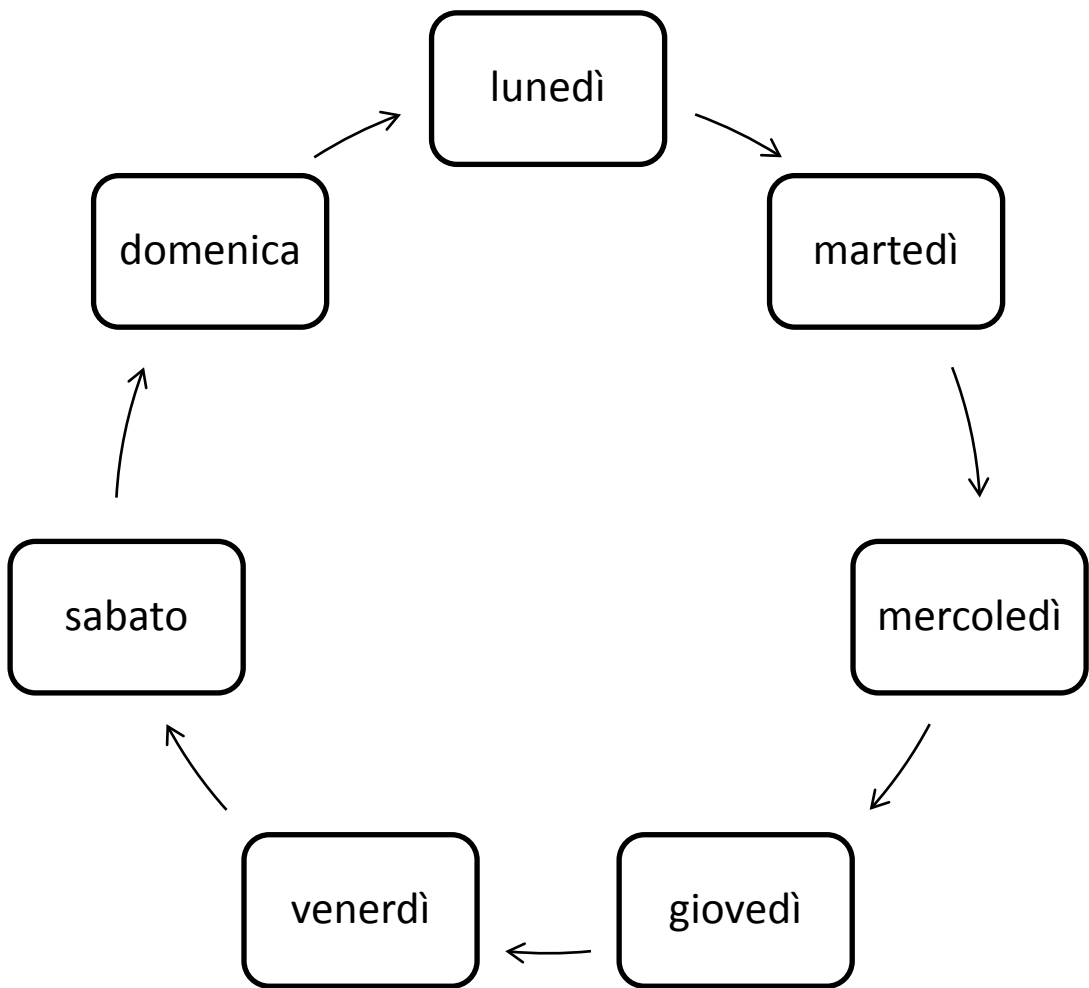 lunedì
martedì
mercoledì
giovedì
venerdì
sabato
domenica